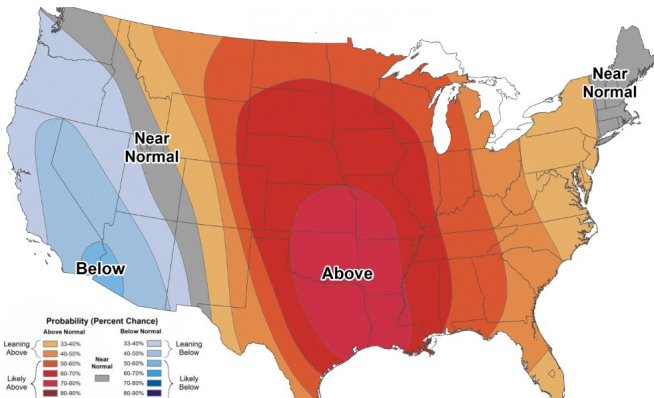 Near
Normal
Near
Normal
Below
Above
Probability (Percent Chance)
Above Normal Below Normal
Leaning
Above
33-40%
40-50%
Likely
Above
50-60%
60-70%
70-80%
80-90%
Near
Normal
33-40%
40-50%
Leaning
Below
50-60%
60-70%
70-80%
80-90%
Likely
Below